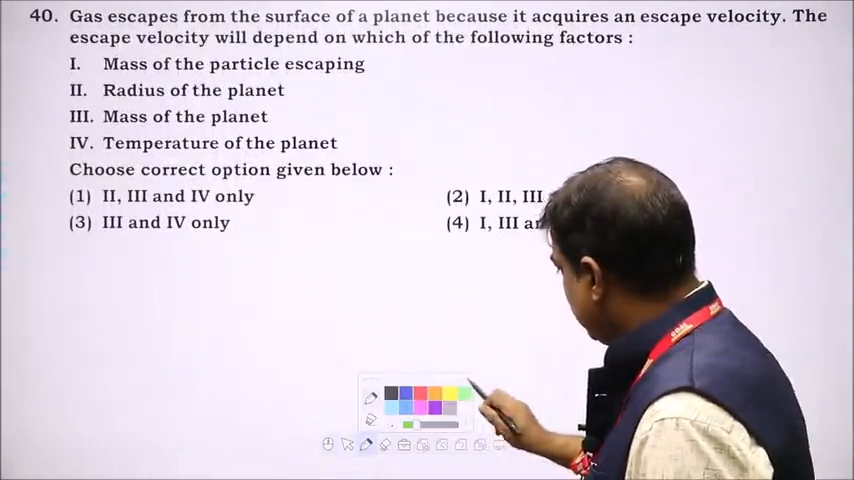 40. Gas escapes from the surface of a planet because it acquires an escape velocity. The
escape velocity will depend on which of the following factors :
I. Mass of the particle escaping
II. Radius of the planet
III. Mass of the planet
IV. Temperature of the planet
Choose correct option given below :
(1) II, III and IV only
(2) I, II, III
(3) III and IV only
(4) I, III
GOAL